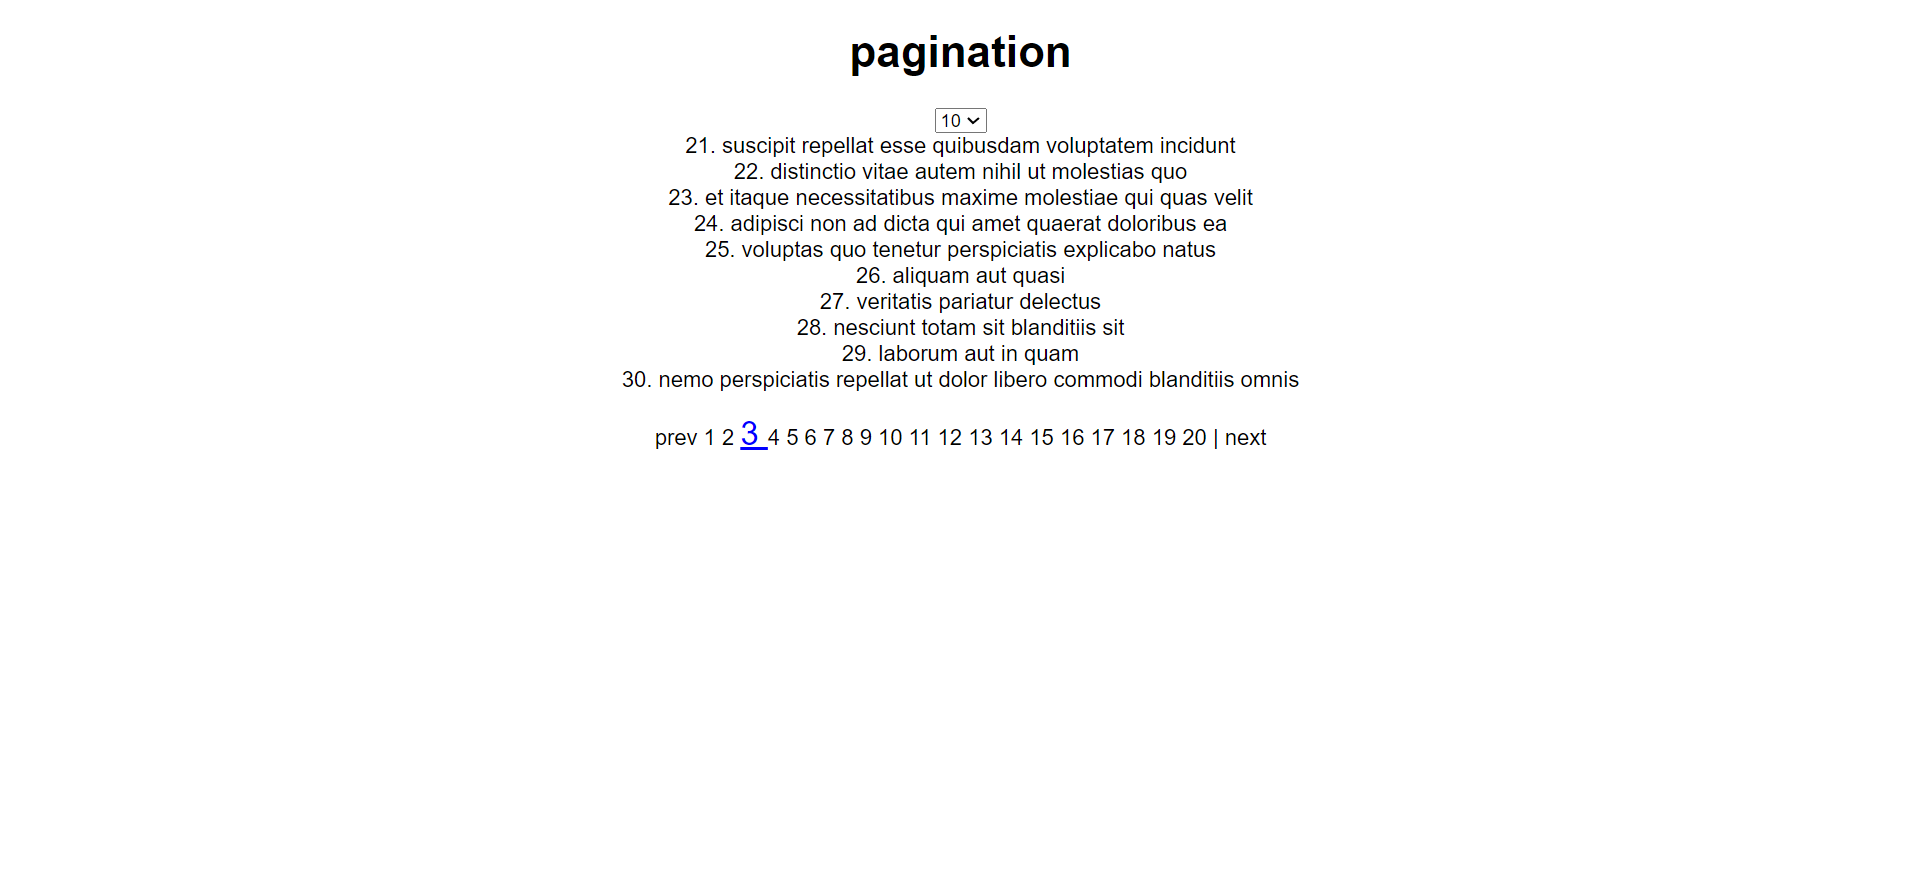 pagination
10
21. suscipit repellat esse quibusdam voluptatem incidunt
22. distinctio vitae autem nihil ut molestias quo
23. et itaque necessitatibus maxime molestiae qui quas velit
24. adipisci non ad dicta qui amet quaerat doloribus ea
25. voluptas quo tenetur perspiciatis explicabo natus
26. aliquam aut quasi
27. veritatis pariatur delectus
28. nesciunt totam sit blanditiis sit
29. laborum aut in quam
30. nemo perspiciatis repellat ut dolor libero commodi blanditiis omnis
prev 1 2 3 4 5 6 7 8 9 10 11 12 13 14 15 16 17 18 19 20 | next